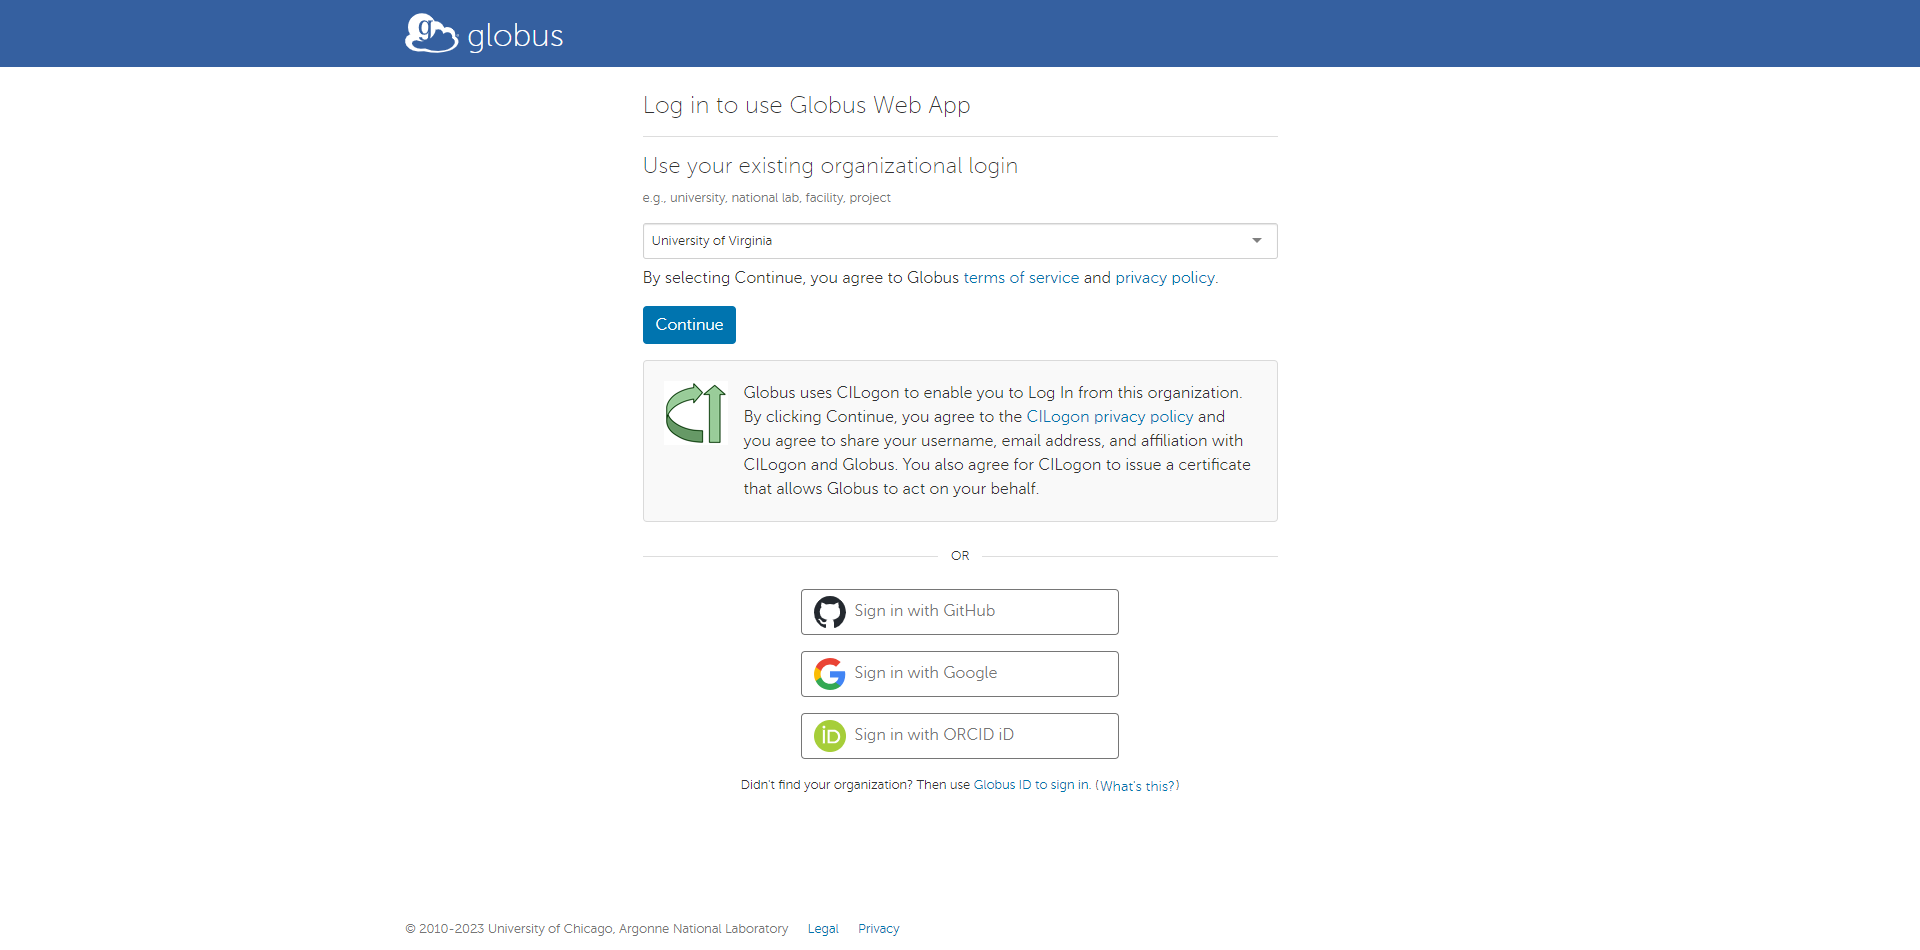 g globus
Log in to use Globus Web App
Use your existing organizational login
e.g., university, national lab, facility, project
University of Virginia
By selecting Continue, you agree to Globus terms of service and privacy policy.
Continue
CI
Globus uses CILogon to enable you to Log In from this organization.
By clicking Continue, you agree to the CILogon privacy policy and
you agree to share your username, email address, and affiliation with
CILogon and Globus. You also agree for CILogon to issue a certificate
that allows Globus to act on your behalf.
OR
Sign in with GitHub
G Sign in with Google
iD Sign in with ORCID iD
Didn't find your organization? Then use Globus ID to sign in. (What's this?)
© 2010-2023 University of Chicago, Argonne National Laboratory Legal Privacy